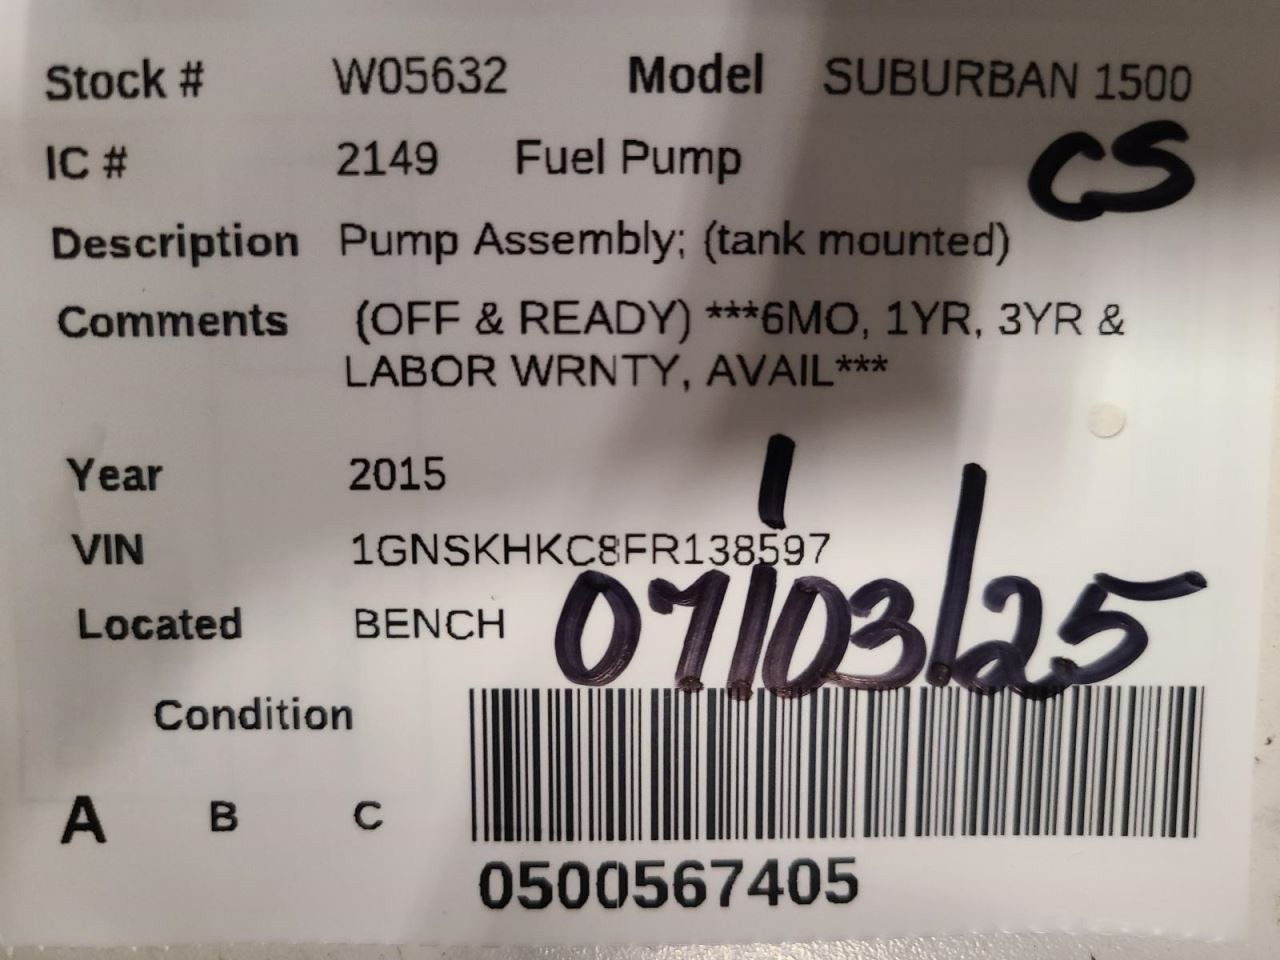 Stock # W05632 Model SUBURBAN 1500
IC # 2149 Fuel Pump
CS
Description Pump Assembly; (tank mounted)
Comments (OFF & READY) ***6MO, 1YR, 3YR &
LABOR WRNTY, AVAIL***
Year 2015
VIN 1GNSKHKC8FR138597
Located BENCH
07/03/25
Condition
A B C
0500567405